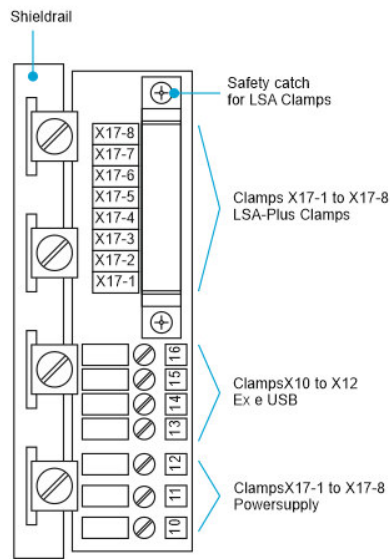 Shieldrail
Safety catch
for LSA Clamps
X17-8
X17-7
X17-6
X17-5
X17-4
X17-3
X17-2
X17-1
Clamps X17-1 to X17-8
LSA-Plus Clamps
16
15
14
13
ClampsX10 to X12
Ex e USB
12
11
10
ClampsX17-1 to X17-8
Powersupply